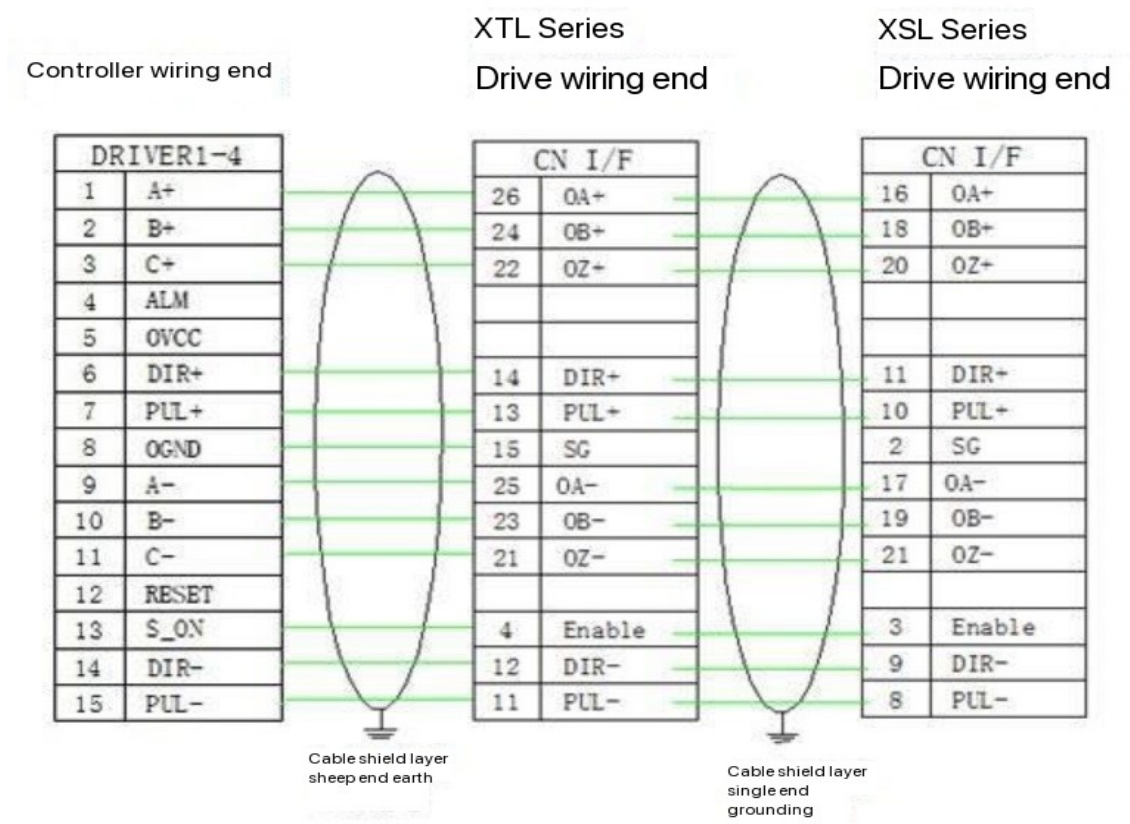 XTL Series
XSL Series
Controller wiring end
Drive wiring end
Drive wiring end
DRIVER1-4
1 A+
2 B+
3 C+
4 ALM
5 OVCC
6 DIR+
7 PUL+
8 OGND
9 A-
10 B-
11 C-
12 RESET
13 S_ON
14 DIR-
15 PUL-
CN I/F
26 OA+
24 OB+
22 OZ+
14 DIR+
13 PUL+
15 SG
25 OA-
23 OB-
21 OZ-
4 Enable
12 DIR-
11 PUL-
CN I/F
16 OA+
18 OB+
20 OZ+
11 DIR+
10 PUL+
2 SG
17 OA-
19 OB-
21 OZ-
3 Enable
9 DIR-
8 PUL-
Cable shield layer
sheep end earth
Cable shield layer
single end
grounding